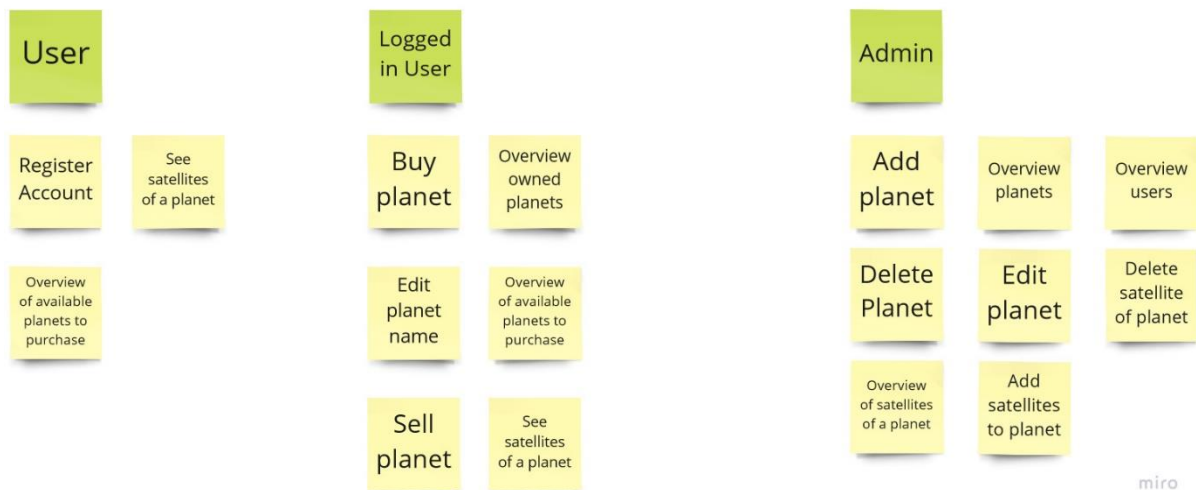 User
Logged
in User
Admin
Register
Account
See
satellites
of a planet
Buy
planet
Overview
owned
planets
Add
planet
Overview
planets
Overview
users
Overview
of available
planets to
purchase
Edit
planet
name
Overview
of available
planets to
purchase
Delete
Planet
Edit
planet
Delete
satellite
of planet
Sell
planet
See
satellites
of a planet
Overview
of satellites
of a planet
Add
satellites
to planet
miro